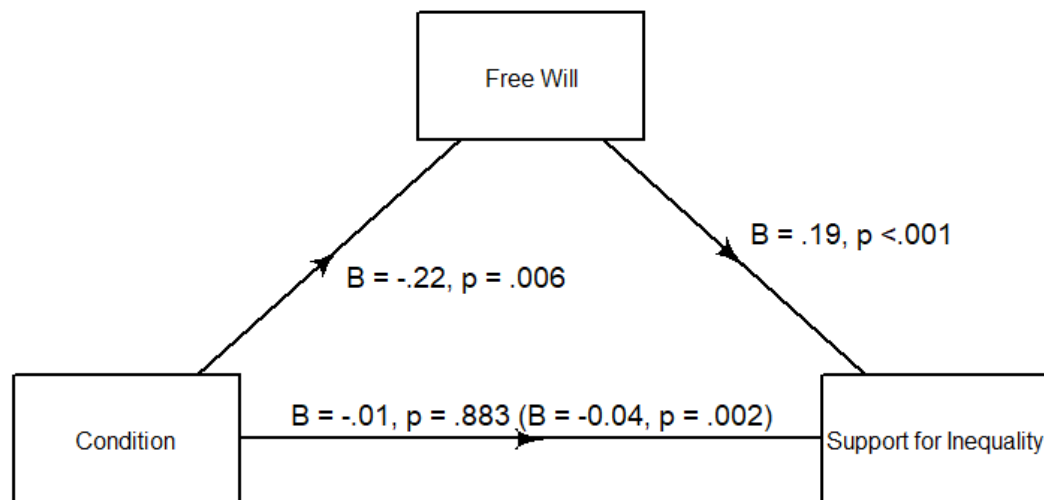 Free Will
B = .19, p <.001
B = -.22, p = .006
B = -.01, p = .883 (B = -0.04, p = .002)
Condition
Support for Inequality